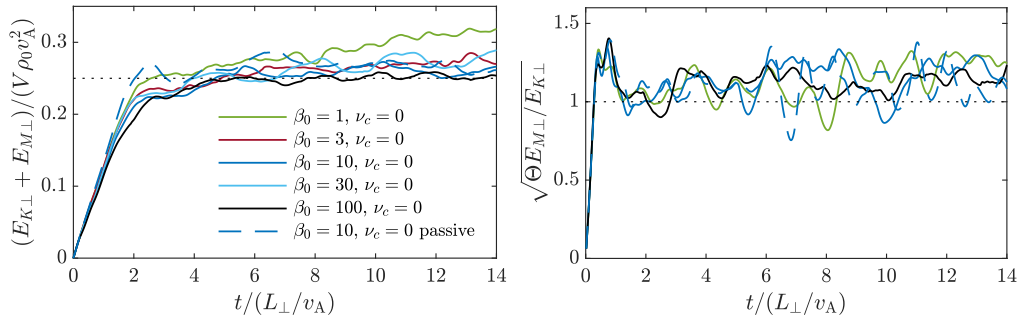 (E_{K⊥} + E_{M⊥})/(Vρ_0v_A^2)
0.3
0.2
0.1
0
β_0 = 1, ν_c = 0
β_0 = 3, ν_c = 0
β_0 = 10, ν_c = 0
β_0 = 30, ν_c = 0
β_0 = 100, ν_c = 0
β_0 = 10, ν_c = 0 passive
0 2 4 6 8 10 12 14
t/(L_⊥/v_A)
√(ΘE_{M⊥}/E_{K⊥})
1.5
1
0.5
0
0 2 4 6 8 10 12 14
t/(L_⊥/v_A)